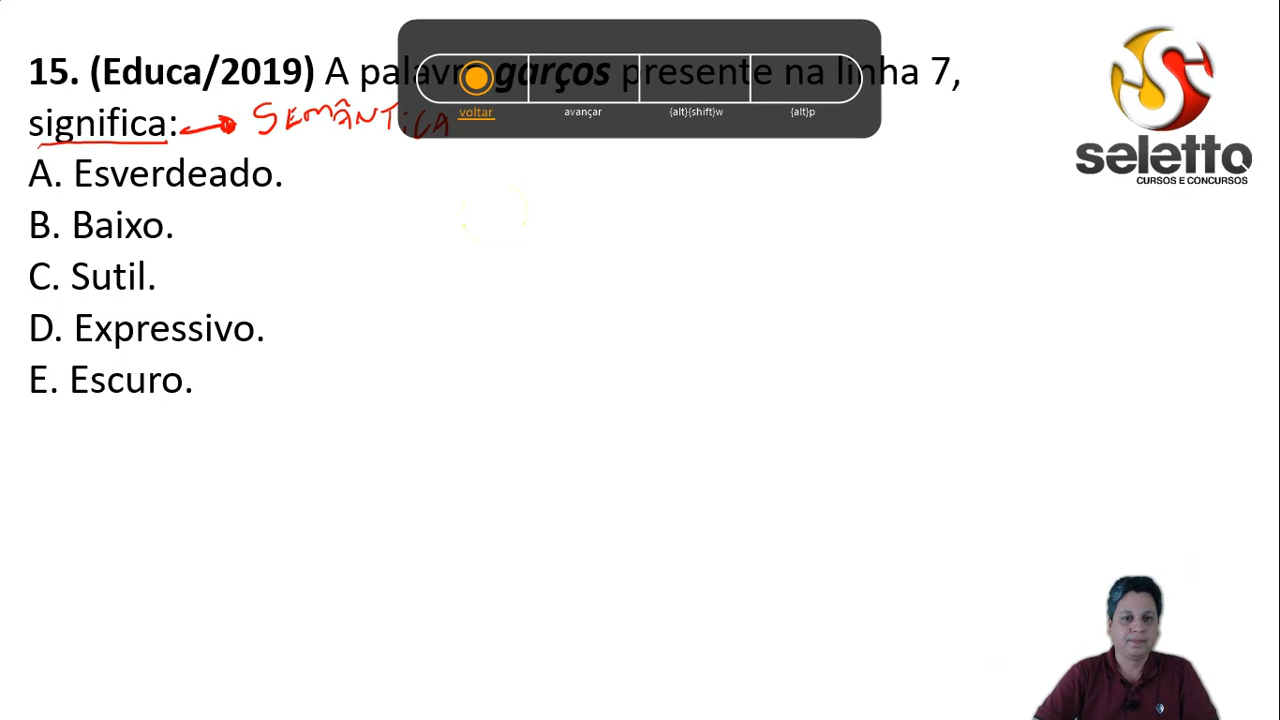 15. (Educa/2019) A palavra garços presente na linha 7,
significa: SEMÂNTICA
A. Esverdeado.
B. Baixo.
C. Sutil.
D. Expressivo.
E. Escuro.
voltar
avançar
{alt}{shift}w
{alt}p
seletto
CURSOS E CONCURSOS